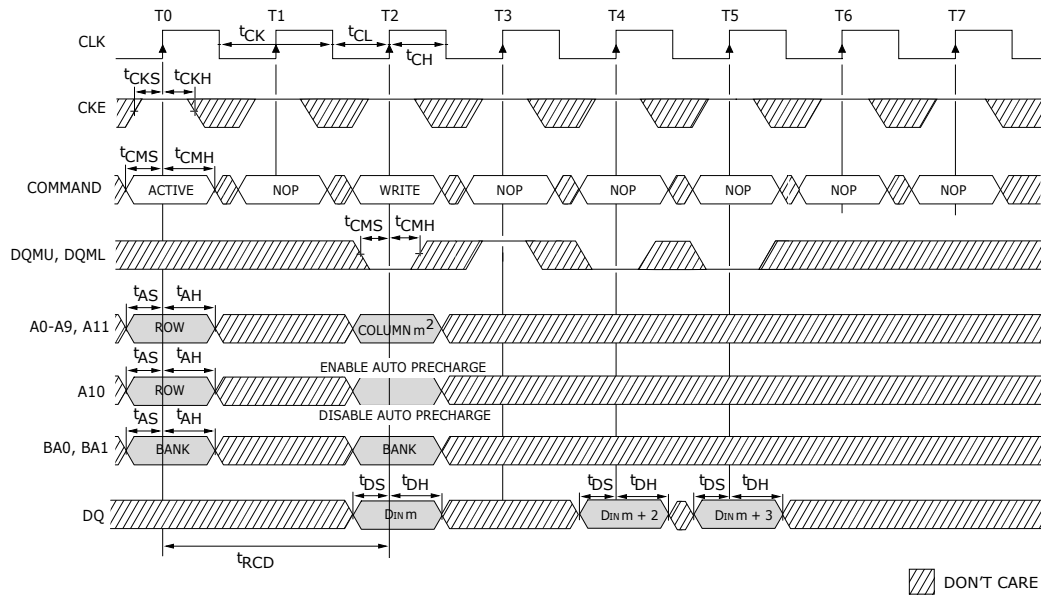 T0 T1 T2 T3 T4 T5 T6 T7
CLK tCK tCL tCH
tCKS tCKH
CKE
tCMS tCMH
COMMAND ACTIVE NOP WRITE NOP NOP NOP NOP NOP
tCMS tCMH
DQMU, DQML
tAS tAH
A0-A9, A11 ROW COLUMN m2
tAS tAH ENABLE AUTO PRECHARGE
A10 ROW
DISABLE AUTO PRECHARGE
tAS tAH
BA0, BA1 BANK BANK
tDS tDH tDS tDH tDS tDH
DQ DIN m DIN m + 2 DIN m + 3
tRCD
DON'T CARE